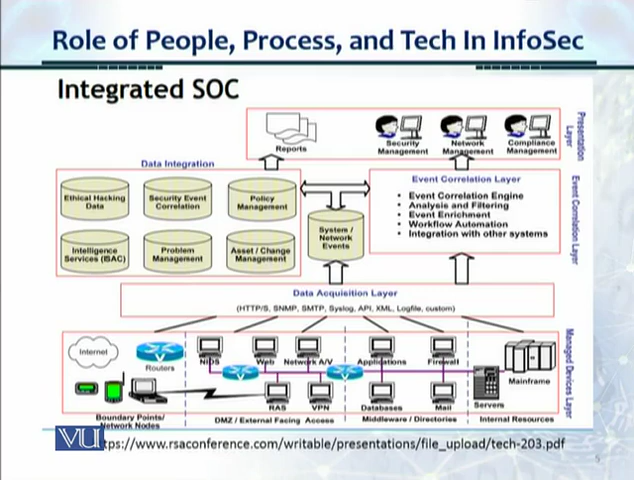 Role of People, Process, and Tech In InfoSec
Integrated SOC
Reports
Security
Management
Network
Management
Compliance
Management
Presentation
Layer
Data Integration
Ethical Hacking
Data
Security Event
Correlation
Policy
Management
Intelligence
Services (ISAC)
Problem
Management
Asset / Change
Management
System /
Network
Events
Event Correlation Layer
• Event Correlation Engine
• Analysis and Filtering
• Event Enrichment
• Workflow Automation
• Integration with other systems
Event Correlation Layer
Data Acquisition Layer
(HTTP/S, SNMP, SMTP, Syslog, API, XML, Logfile, custom)
Internet
Routers
NIDS
Web
Network A/V
Applications
Firewall
Mainframe
RAS
VPN
Databases
Mail
Servers
Boundary Points/
Network Nodes
DMZ / External Facing Access
Middleware / Directories
Internal Resources
Managed Devices Layer
VU
tps://www.rsaconference.com/writable/presentations/file_upload/tech-203.pdf
5